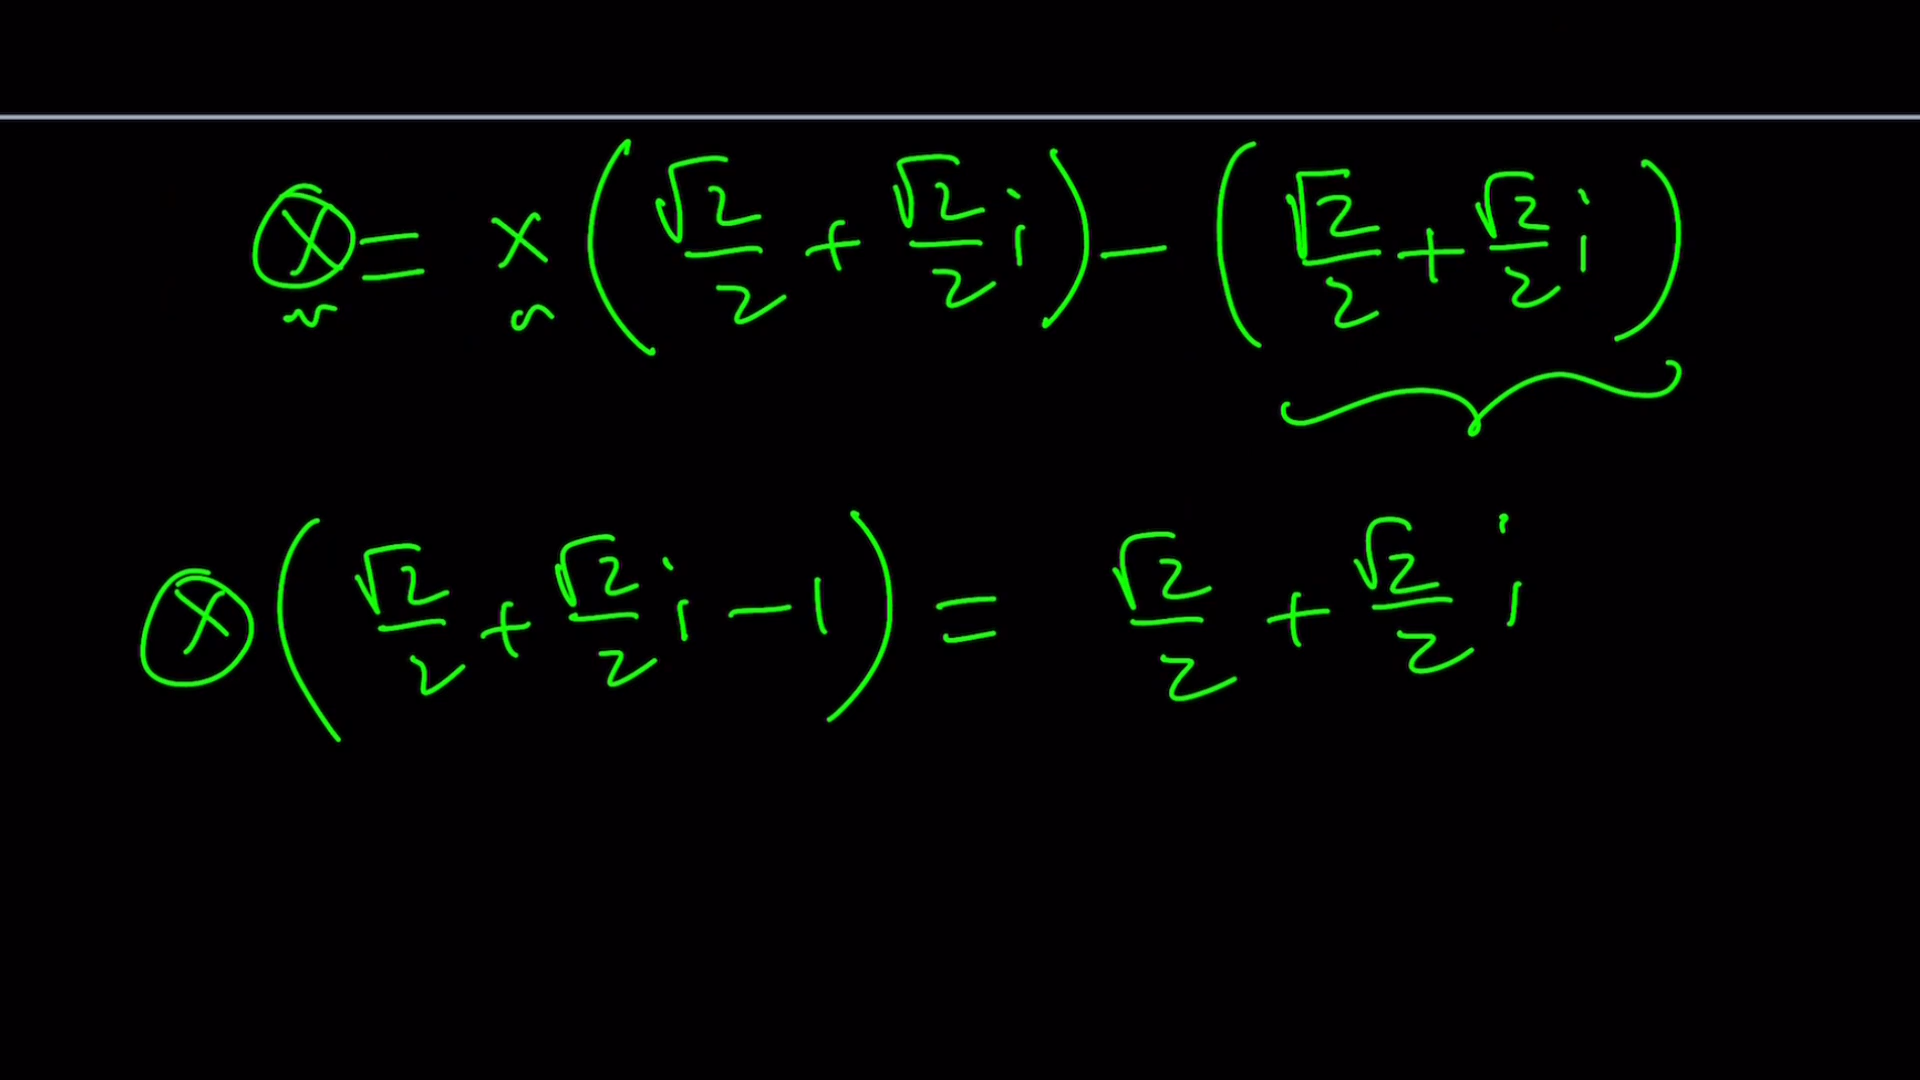 x = x (√2/2 + √2/2 i) − (√2/2 + √2/2 i)
x (√2/2 + √2/2 i − 1) = √2/2 + √2/2 i